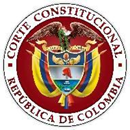 CORTE CONSTITUCIONAL
REPÚBLICA DE COLOMBIA